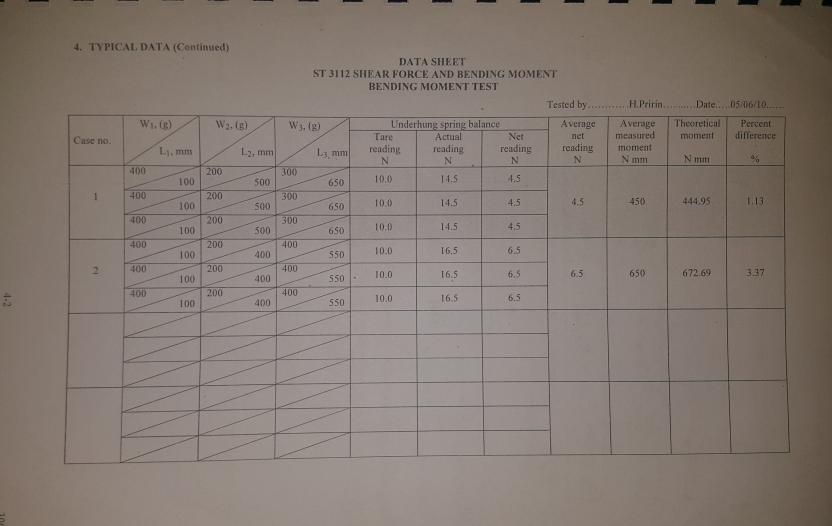 4. TYPICAL DATA (Continued)
DATA SHEET
ST 3112 SHEAR FORCE AND BENDING MOMENT
BENDING MOMENT TEST
Tested by............H.Pririn...........Date.....05/06/10......
Case no. W₁, (g) L₁, mm W₂, (g) L₂, mm W₃, (g) L₃, mm Underhung spring balance Average net reading N Average measured moment N mm Theoretical moment N mm Percent difference %
Tare reading N Actual reading N Net reading N
1 400 100 200 500 300 650 10.0 14.5 4.5 4.5 450 444.95 1.13
400 100 200 500 300 650 10.0 14.5 4.5
400 100 200 500 300 650 10.0 14.5 4.5
2 400 100 200 400 400 550 10.0 16.5 6.5 6.5 650 672.69 3.37
400 100 200 400 400 550 10.0 16.5 6.5
400 100 200 400 400 550 10.0 16.5 6.5
4-2